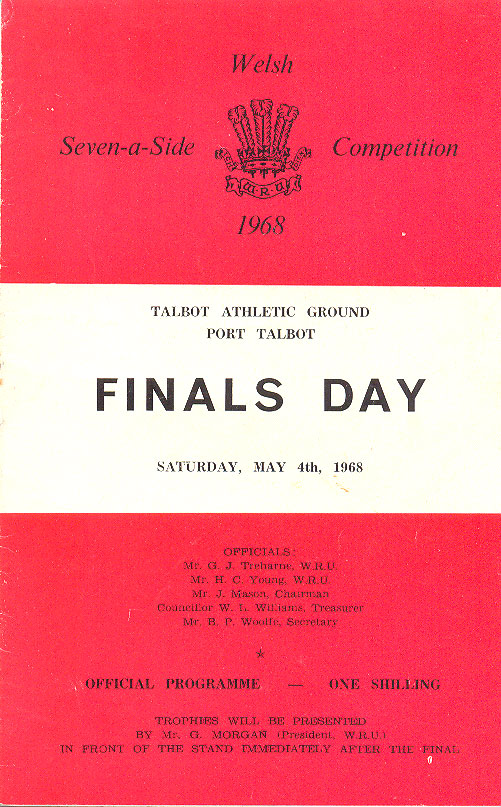 Welsh
Seven-a-Side Competition
W.R.U.
1968
TALBOT ATHLETIC GROUND
PORT TALBOT
FINALS DAY
SATURDAY, MAY 4th, 1968
OFFICIALS:
Mr. G. J. Treharne, W.R.U.
Mr. H. C. Young, W.R.U.
Mr. J. Mason, Chairman
Councillor W. L. Williams, Treasurer
Mr. B. P. Woolfe, Secretary
OFFICIAL PROGRAMME — ONE SHILLING
TROPHIES WILL BE PRESENTED
BY Mr. G. MORGAN (President, W.R.U.)
IN FRONT OF THE STAND IMMEDIATELY AFTER THE FINAL